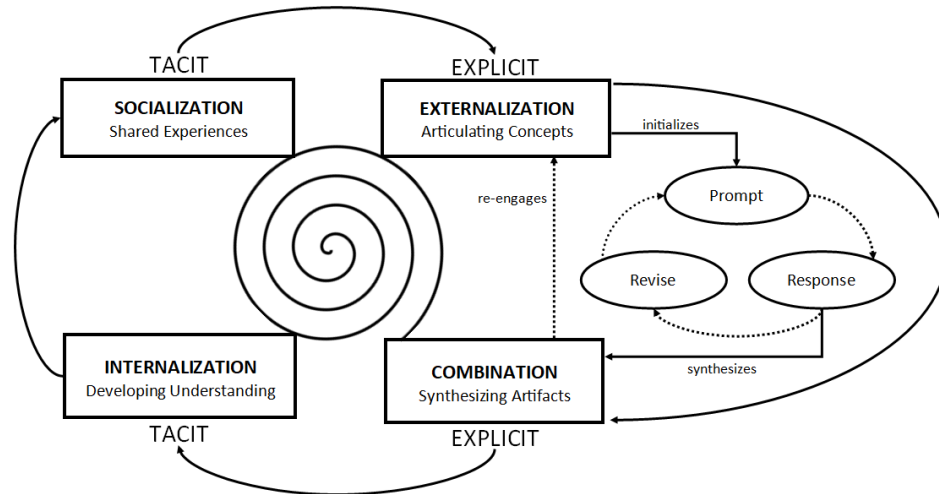 TACIT
EXPLICIT
SOCIALIZATION
Shared Experiences
EXTERNALIZATION
Articulating Concepts
initializes
Prompt
re-engages
Revise
Response
INTERNALIZATION
Developing Understanding
COMBINATION
Synthesizing Artifacts
synthesizes
TACIT
EXPLICIT